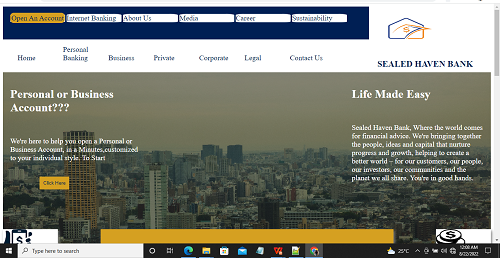 Open An Account Internet Banking About Us Media Career Sustainability
Home Personal Banking Business Private Corporate Legal Contact Us
SEALED HAVEN BANK
Personal or Business
Account???
We're here to help you open a Personal or
Business Account, in a Minutes,customized
to your individual style. To Start
Click Here
Life Made Easy
Sealed Haven Bank, Where the world comes
for financial advice. We're bringing together
the people, ideas and capital that nurture
progress and growth, helping to create a
better world – for our customers, our people,
our investors, our communities and the
planet we all share. You're in good hands.
Type here to search
25°C
12:08 AM
8/22/2022